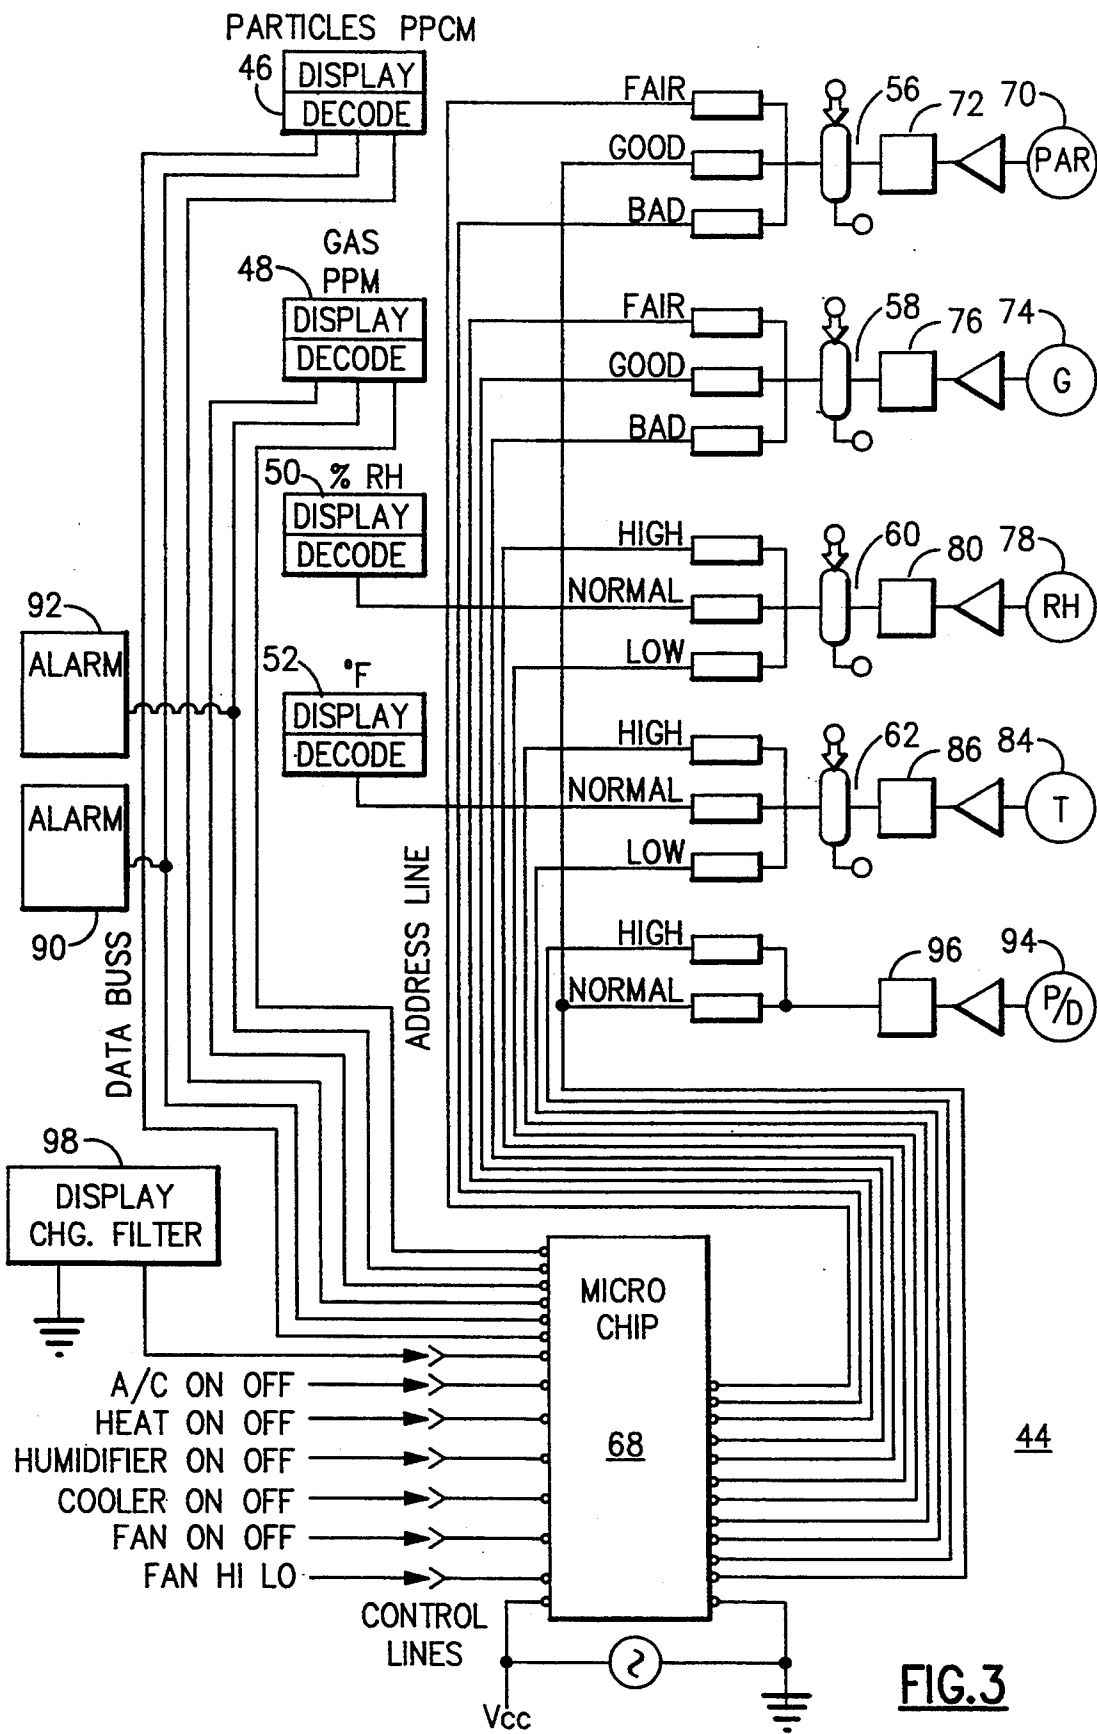 PARTICLES PPCM
46
DISPLAY
DECODE
FAIR
GOOD
BAD
56
72
70
PAR
GAS
PPM
48
DISPLAY
DECODE
FAIR
GOOD
BAD
58
76
74
G
50
% RH
DISPLAY
DECODE
HIGH
NORMAL
LOW
60
80
78
RH
92
ALARM
52
°F
DISPLAY
DECODE
HIGH
NORMAL
LOW
62
86
84
T
ALARM
90
DATA BUSS
ADDRESS LINE
HIGH
NORMAL
96
94
P/D
98
DISPLAY
CHG. FILTER
MICRO
CHIP
68
A/C ON OFF
HEAT ON OFF
HUMIDIFIER ON OFF
COOLER ON OFF
FAN ON OFF
FAN HI LO
CONTROL
LINES
Vcc
44
FIG.3